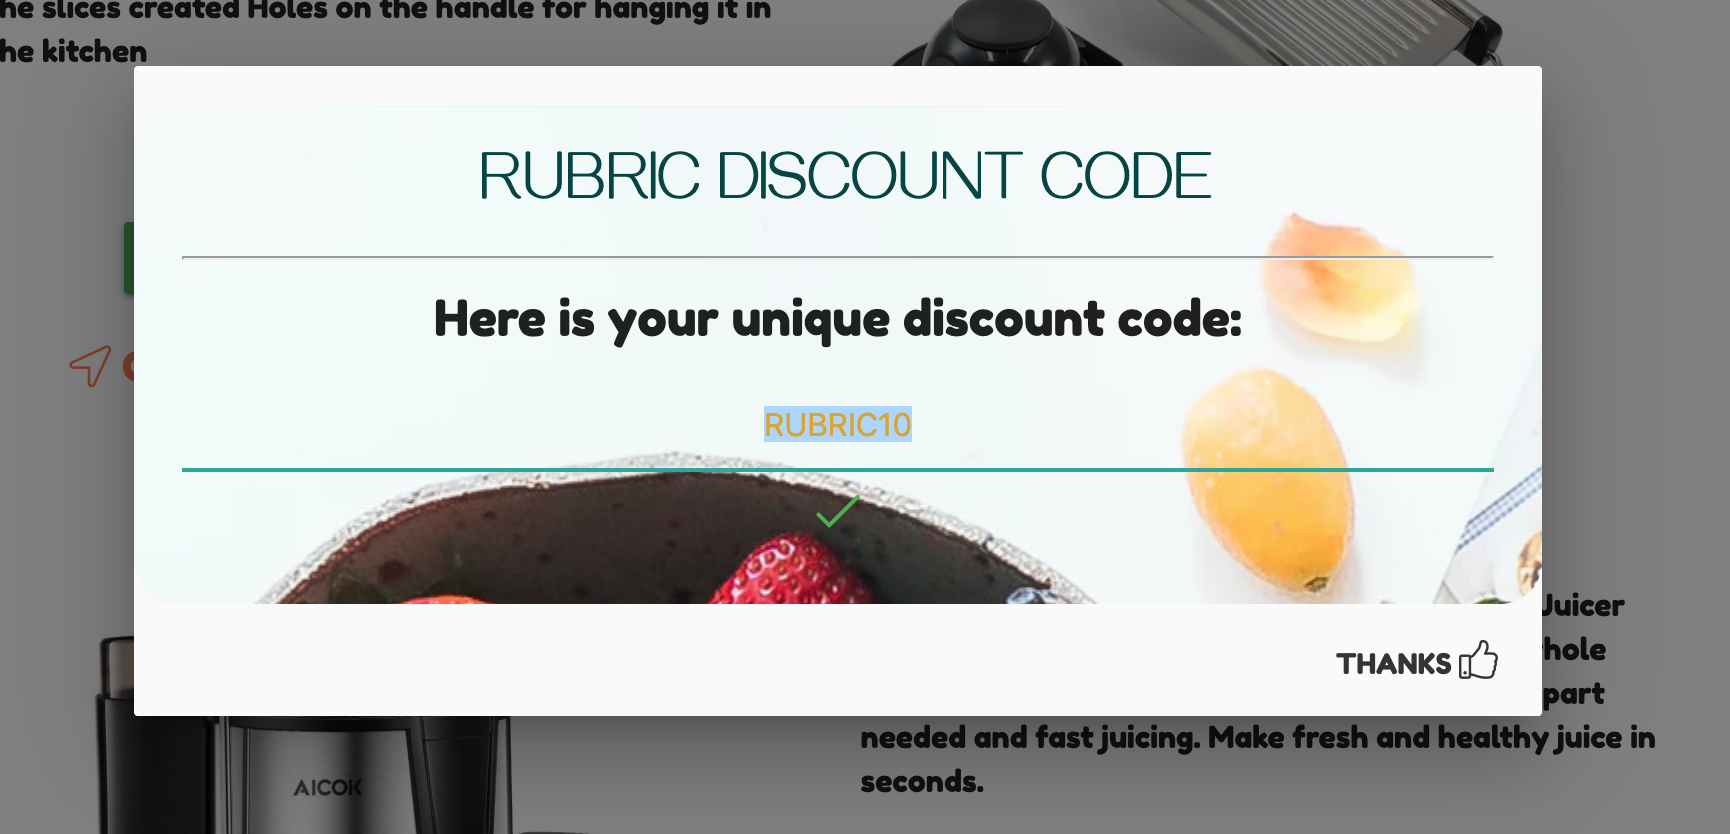 he slices created Holes on the handle for hanging it in
he kitchen
RUBRIC DISCOUNT CODE
Here is your unique discount code:
RUBRIC10
THANKS
Juicer
part
needed and fast juicing. Make fresh and healthy juice in
seconds.
AICOK